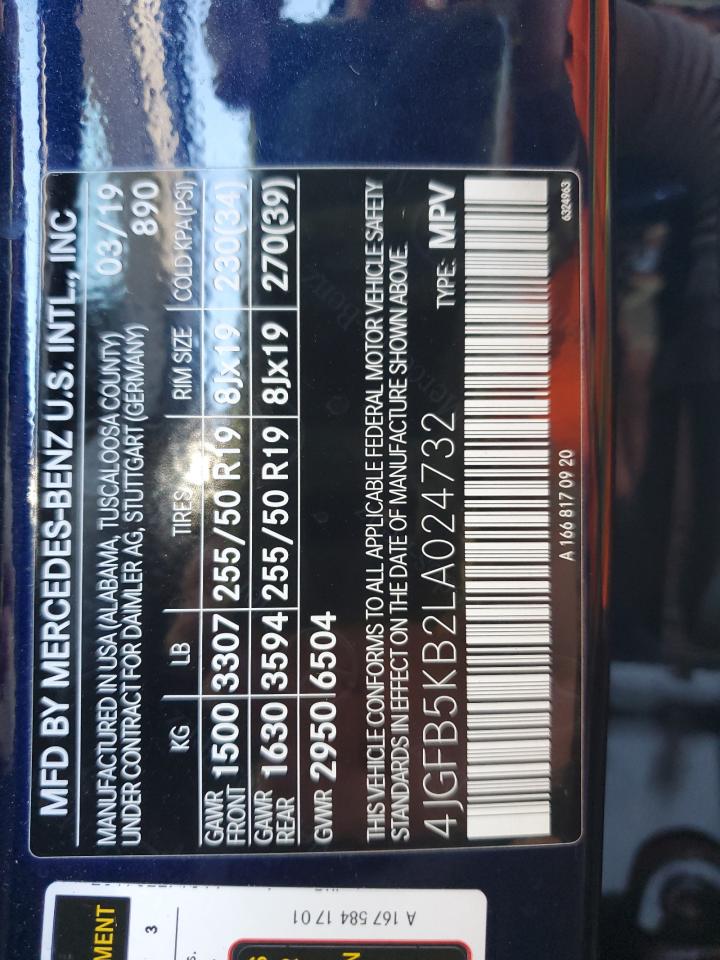 MFD BY MERCEDES-BENZ U.S. INTL., INC
MANUFACTURED IN USA (ALABAMA, TUSCALOOSA COUNTY) 03/19
UNDER CONTRACT FOR DAIMLER AG, STUTTGART (GERMANY) 890
KG LB TIRES RIM SIZE COLD KPA (PSI)
GAWR FRONT 1500 3307 255/50 R19 8Jx19 230(34)
GAWR REAR 1630 3594 255/50 R19 8Jx19 270(39)
GVWR 2950 6504
THIS VEHICLE CONFORMS TO ALL APPLICABLE FEDERAL MOTOR VEHICLE SAFETY
STANDARDS IN EFFECT ON THE DATE OF MANUFACTURE SHOWN ABOVE.
4JGFB5KB2LA024732 TYPE: MPV
A 166 817 09 20 6324963
MENT
3
A 167 584 17 01